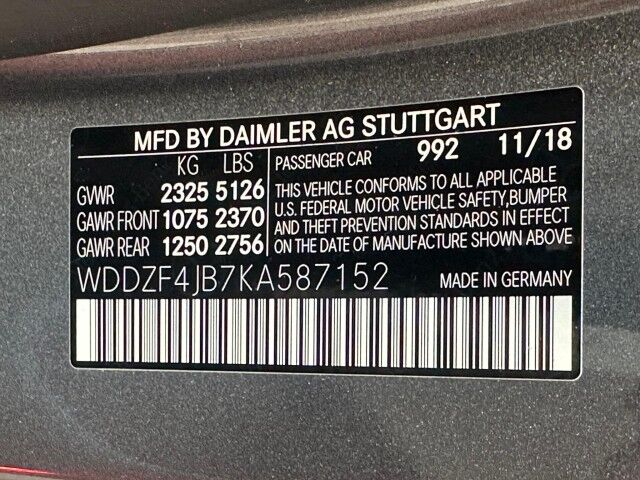 MFD BY DAIMLER AG STUTTGART
KG LBS
GVWR 2325 5126
GAWR FRONT 1075 2370
GAWR REAR 1250 2756
PASSENGER CAR 992 11/18
THIS VEHICLE CONFORMS TO ALL APPLICABLE
U.S. FEDERAL MOTOR VEHICLE SAFETY,BUMPER
AND THEFT PREVENTION STANDARDS IN EFFECT
ON THE DATE OF MANUFACTURE SHOWN ABOVE
WDDZF4JB7KA587152
MADE IN GERMANY